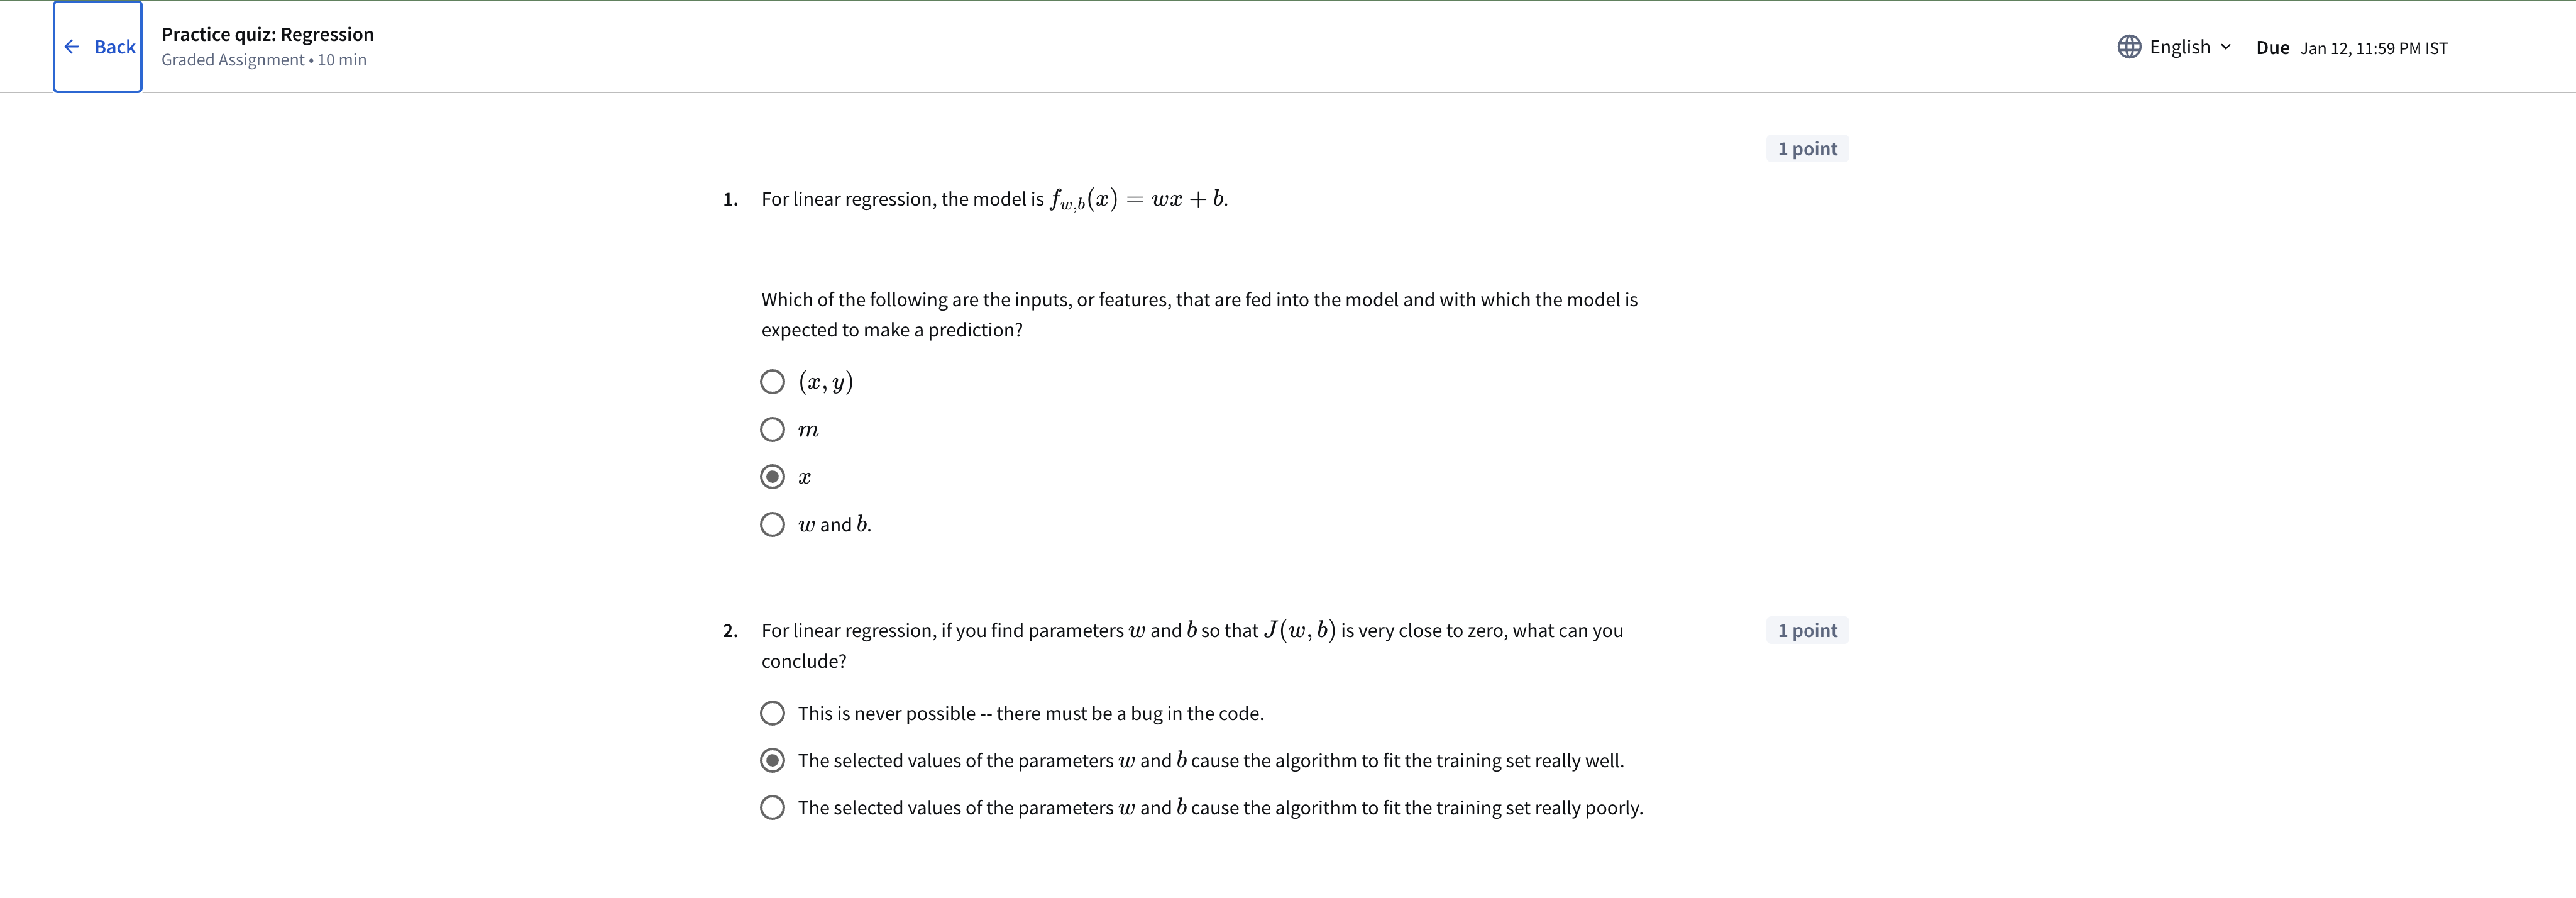 Back
Practice quiz: Regression
Graded Assignment • 10 min
English
Due Jan 12, 11:59 PM IST
1 point
1. For linear regression, the model is f_{w,b}(x) = wx + b.
Which of the following are the inputs, or features, that are fed into the model and with which the model is
expected to make a prediction?
(x, y)
m
x
w and b.
2. For linear regression, if you find parameters w and b so that J(w, b) is very close to zero, what can you
1 point
conclude?
This is never possible -- there must be a bug in the code.
The selected values of the parameters w and b cause the algorithm to fit the training set really well.
The selected values of the parameters w and b cause the algorithm to fit the training set really poorly.